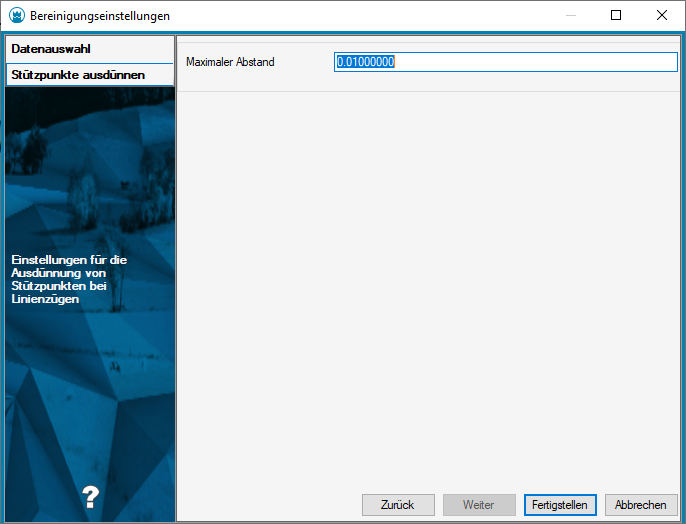 Bereinigungseinstellungen
Datenauswahl
Stützpunkte ausdünnen
Maximaler Abstand
0.01000000
Einstellungen für die
Ausdünnung von
Stützpunkten bei
Linienzügen
?
Zurück
Weiter
Fertigstellen
Abbrechen